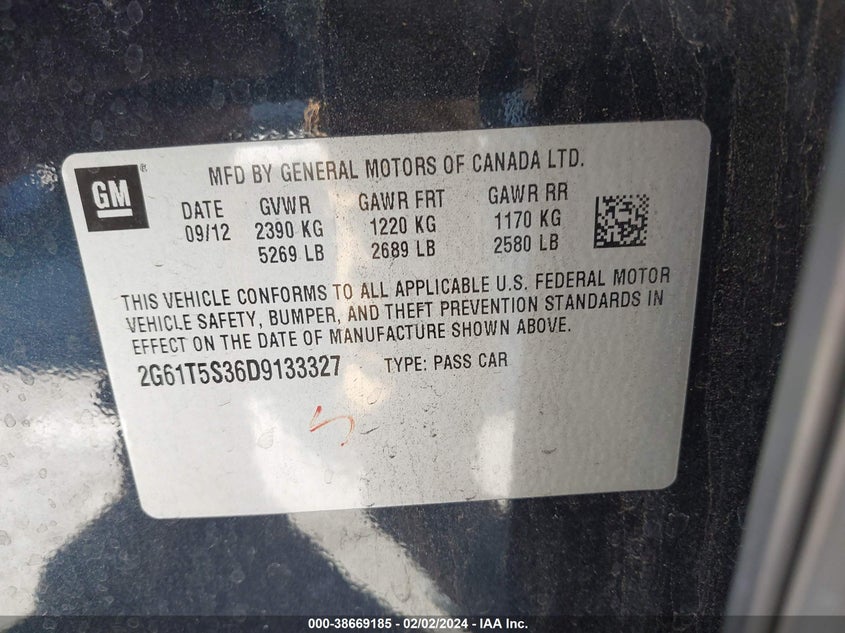 GM
MFD BY GENERAL MOTORS OF CANADA LTD.
DATE GVWR GAWR FRT GAWR RR
09/12 2390 KG 1220 KG 1170 KG
5269 LB 2689 LB 2580 LB
THIS VEHICLE CONFORMS TO ALL APPLICABLE U.S. FEDERAL MOTOR
VEHICLE SAFETY, BUMPER, AND THEFT PREVENTION STANDARDS IN
EFFECT ON THE DATE OF MANUFACTURE SHOWN ABOVE.
2G61T5S36D9133327 TYPE: PASS CAR
000-38669185 - 02/02/2024 - IAA Inc.